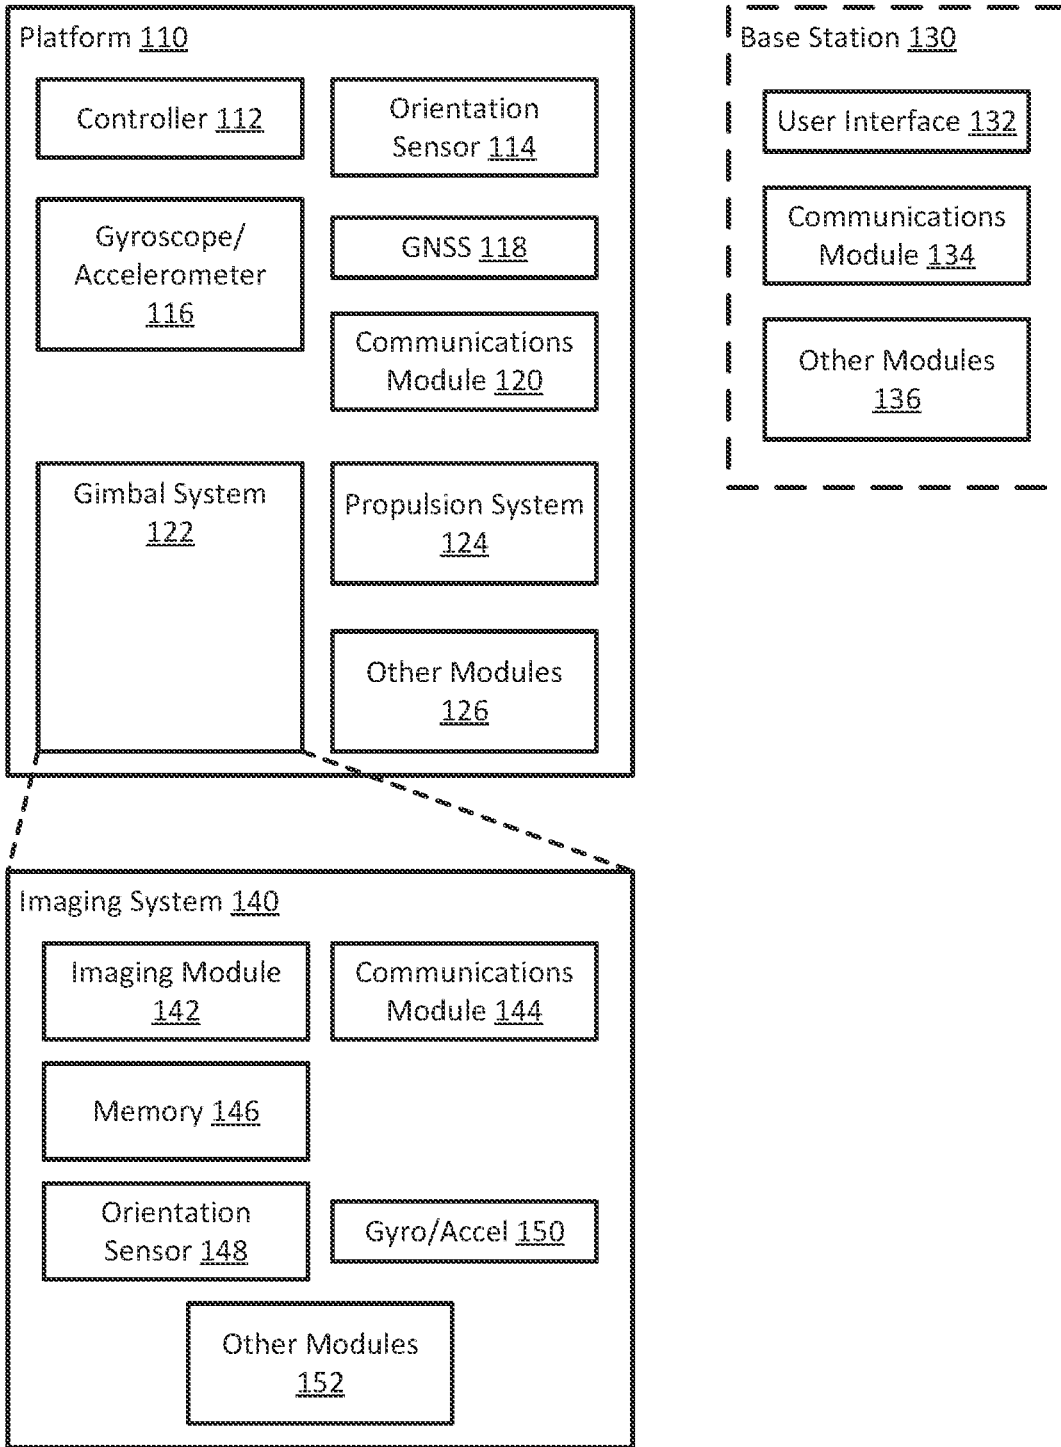 Platform 110
Controller 112
Orientation
Sensor 114
Gyroscope/
Accelerometer
116
GNSS 118
Communications
Module 120
Gimbal System
122
Propulsion System
124
Other Modules
126
Base Station 130
User Interface 132
Communications
Module 134
Other Modules
136
Imaging System 140
Imaging Module
142
Communications
Module 144
Memory 146
Orientation
Sensor 148
Gyro/Accel 150
Other Modules
152